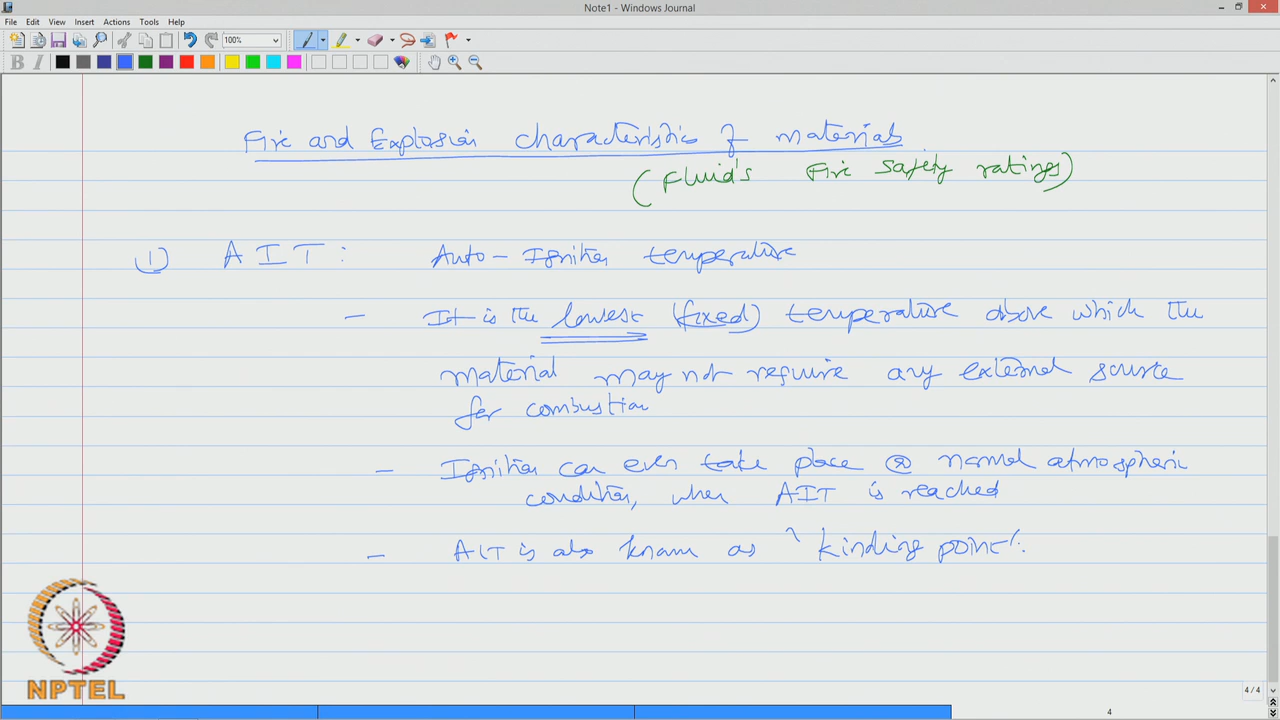 Note1 - Windows Journal
File Edit View Insert Actions Tools Help
100%
B I
Fire and Explosion characteristics of materials
(Fluid's Fire safety ratings)
1) AIT: Auto-Ignition temperature
- It is the lowest (fixed) temperature above which the
material may not require any external source
for combustion
- Ignition can even take place @ normal atmospheric
condition, when AIT is reached
- AIT is also known as 'kinding point'.
NPTEL
4/4
4